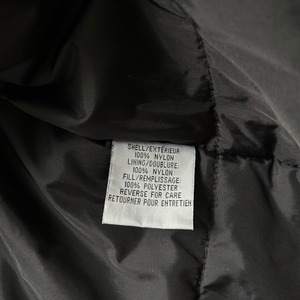 SHELL/EXTÉRIEUR:
100% NYLON
LINING/DOUBLURE:
100% NYLON
FILL/REMPLISSAGE:
100% POLYESTER
REVERSE FOR CARE
RETOURNER POUR ENTRETIEN